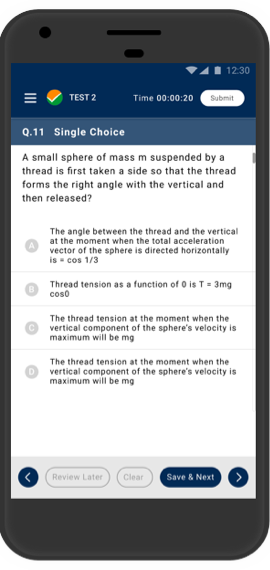 12:30
TEST 2 Time 00:00:20 Submit
Q.11 Single Choice
A small sphere of mass m suspended by a
thread is first taken a side so that the thread
forms the right angle with the vertical and
then released?
A
The angle between the thread and the vertical
at the moment when the total acceleration
vector of the sphere is directed horizontally
is = cos 1/3
B
Thread tension as a function of 0 is T = 3mg
cos0
C
The thread tension at the moment when the
vertical component of the sphere's velocity is
maximum will be mg
D
The thread tension at the moment when the
vertical component of the sphere's velocity is
maximum will be mg
Review Later Clear Save & Next